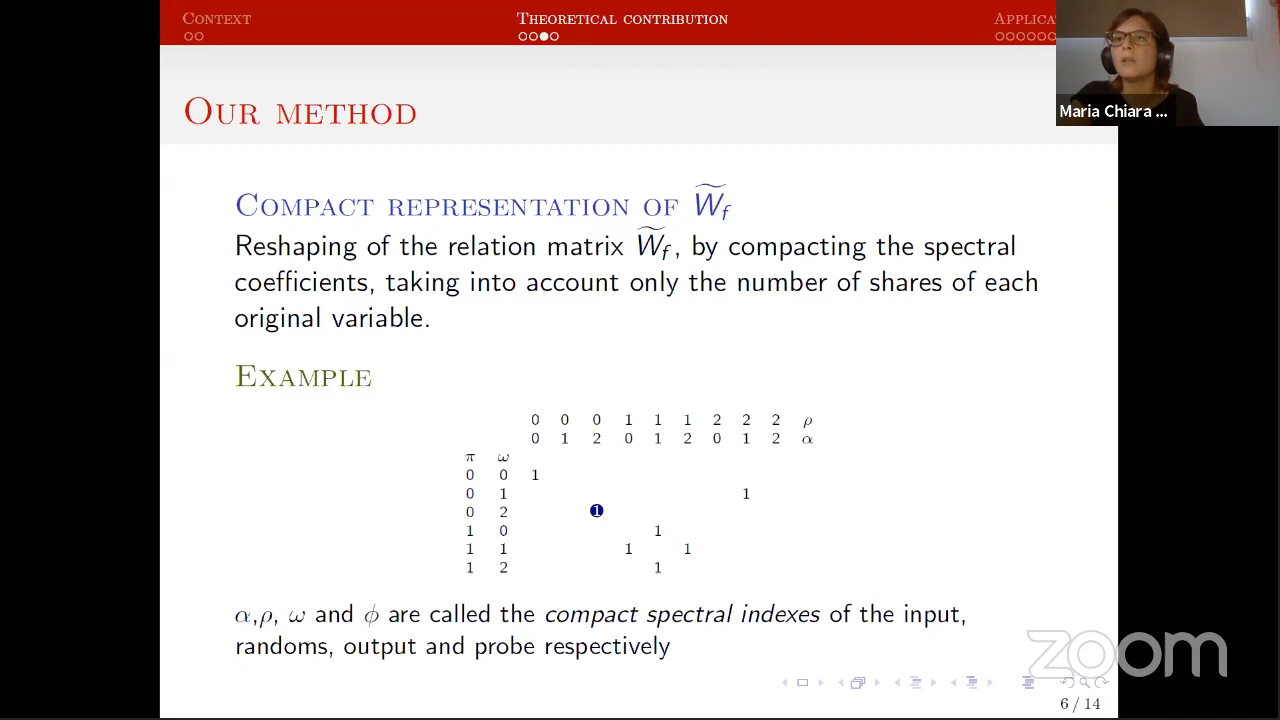 CONTEXT
THEORETICAL CONTRIBUTION
APPLICA
Maria Chiara ...
OUR METHOD
COMPACT REPRESENTATION OF W̃_f
Reshaping of the relation matrix W̃_f, by compacting the spectral
coefficients, taking into account only the number of shares of each
original variable.
EXAMPLE
0 0 0 1 1 1 2 2 2 ρ
0 1 2 0 1 2 0 1 2 α
π ω
0 0 1
0 1 1
0 2 1
1 0 1
1 1 1 1
1 2 1
α,ρ, ω and ϕ are called the compact spectral indexes of the input,
randoms, output and probe respectively
zoom
6 / 14